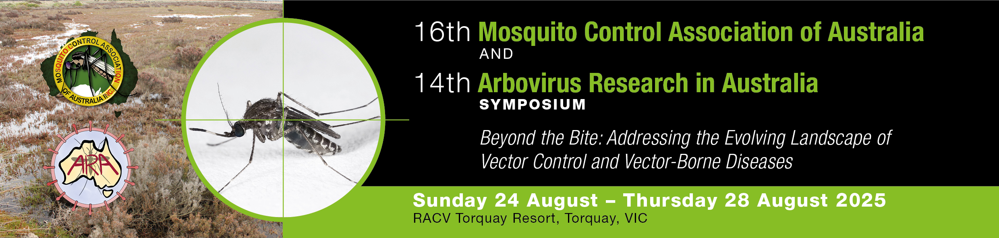 MOSQUITO CONTROL ASSOCIATION
OF AUSTRALIA INC.
ARA
16th Mosquito Control Association of Australia
AND
14th Arbovirus Research in Australia
SYMPOSIUM
Beyond the Bite: Addressing the Evolving Landscape of
Vector Control and Vector-Borne Diseases
Sunday 24 August – Thursday 28 August 2025
RACV Torquay Resort, Torquay, VIC